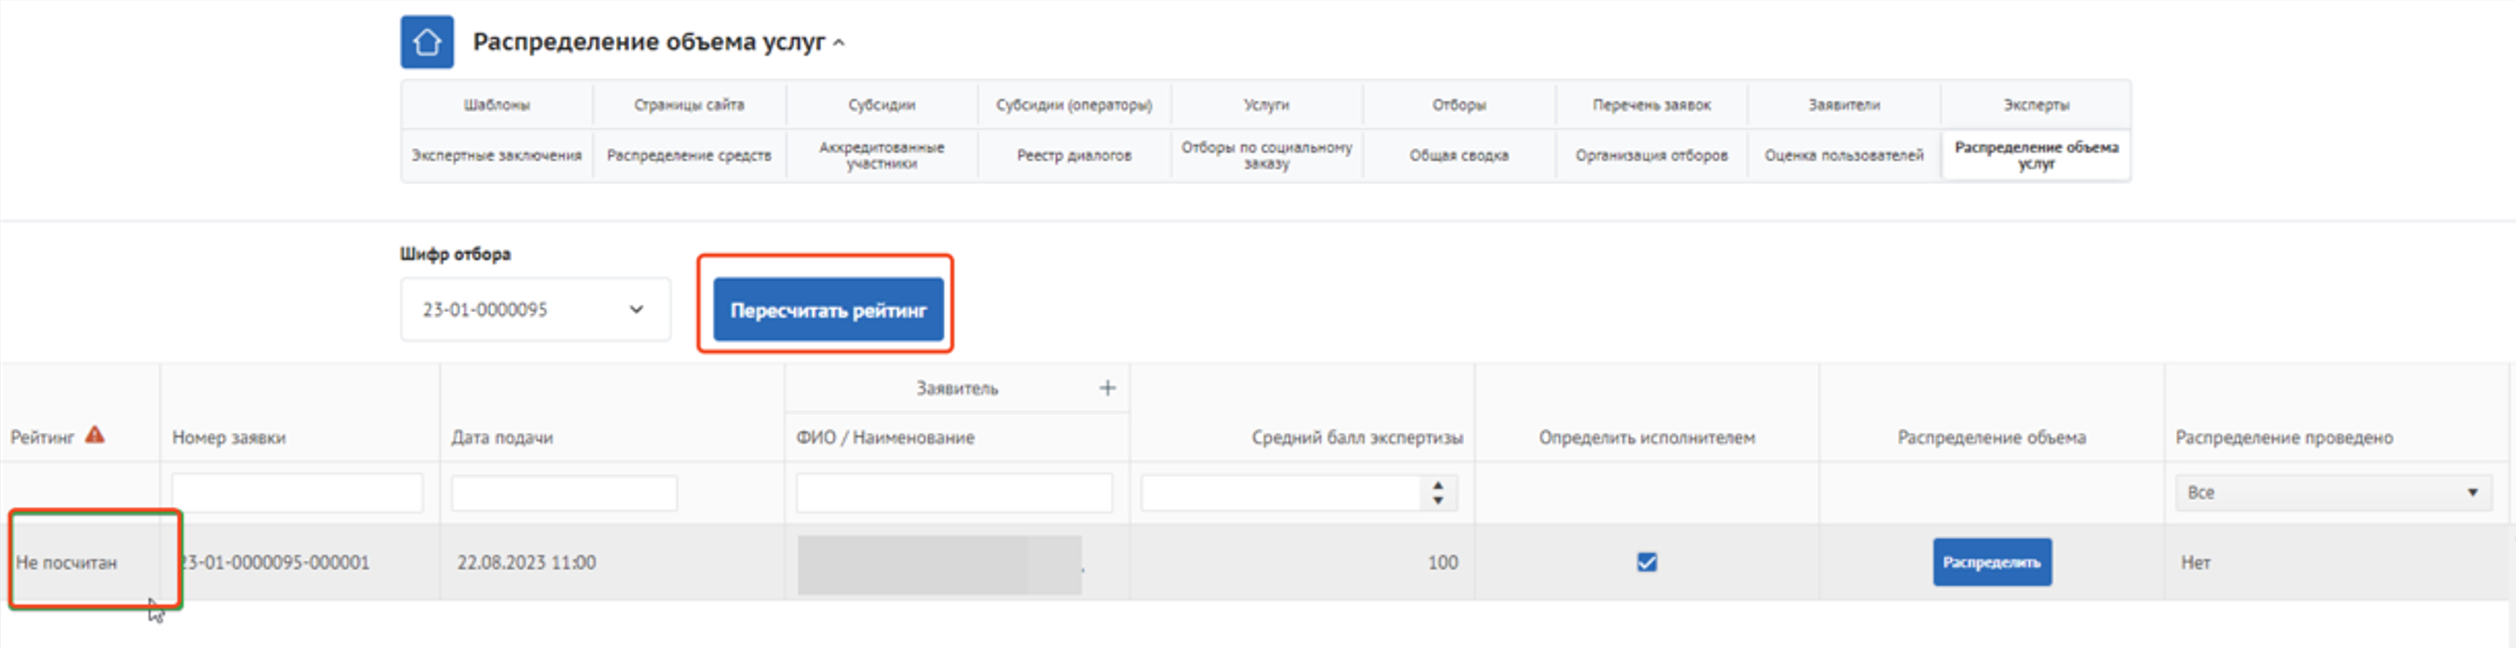 Распределение объема услуг
Шаблоны
Страницы сайта
Субсидии
Субсидии (операторы)
Услуги
Отборы
Перечень заявок
Заявители
Эксперты
Экспертные заключения
Распределение средств
Аккредитованные
участники
Реестр диалогов
Отборы по социальному
заказу
Общая сводка
Организация отборов
Оценка пользователей
Распределение объема
услуг
Шифр отбора
23-01-0000095
Пересчитать рейтинг
Заявитель +
Рейтинг
Номер заявки
Дата подачи
ФИО / Наименование
Средний балл экспертизы
Определить исполнителем
Распределение объема
Распределение проведено
Все
Не посчитан
23-01-0000095-000001
22.08.2023 11:00
100
Распределить
Нет